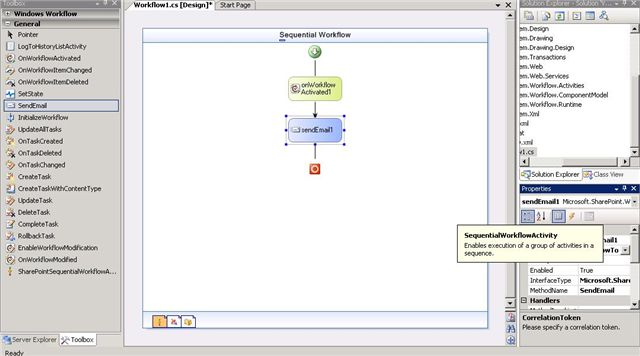 Toolbox
Windows Workflow
General
Pointer
LogToHistoryListActivity
OnWorkflowActivated
OnWorkflowItemChanged
OnWorkflowItemDeleted
SetState
SendEmail
InitializeWorkflow
UpdateAllTasks
OnTaskCreated
OnTaskDeleted
OnTaskChanged
CreateTask
CreateTaskWithContentType
UpdateTask
DeleteTask
CompleteTask
RollbackTask
EnableWorkflowModification
OnWorkflowModified
SharePointSequentialWorkflowA...
Server Explorer
Toolbox
Ready
Workflow1.cs [Design]*
Start Page
Sequential Workflow
onWorkflow
Activated1
sendEmail1
Solution Explorer - Solution 'V...
em.Design
em.Drawing
em.Drawing.Design
em.Transactions
em.Web
em.Web.Services
em.Workflow.Activities
em.Workflow.ComponentModel
em.Workflow.Runtime
em.Xml
xml
at
w.xml
w1.cs
Solution Explorer
Class View
Properties
sendEmail1 Microsoft.SharePoint.W
SequentialWorkflowActivity
Enables execution of a group of activities in a
sequence.
Email1
owTo
Enabled True
InterfaceType Microsoft.Share
MethodName SendEmail
Handlers
CorrelationToken
Please specify a correlation token.